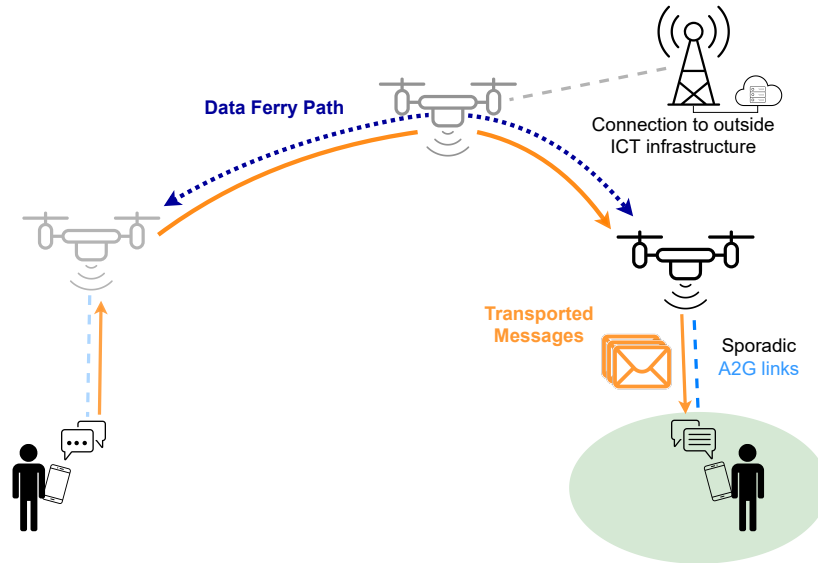 Data Ferry Path
Connection to outside
ICT infrastructure
Transported
Messages
Sporadic
A2G links